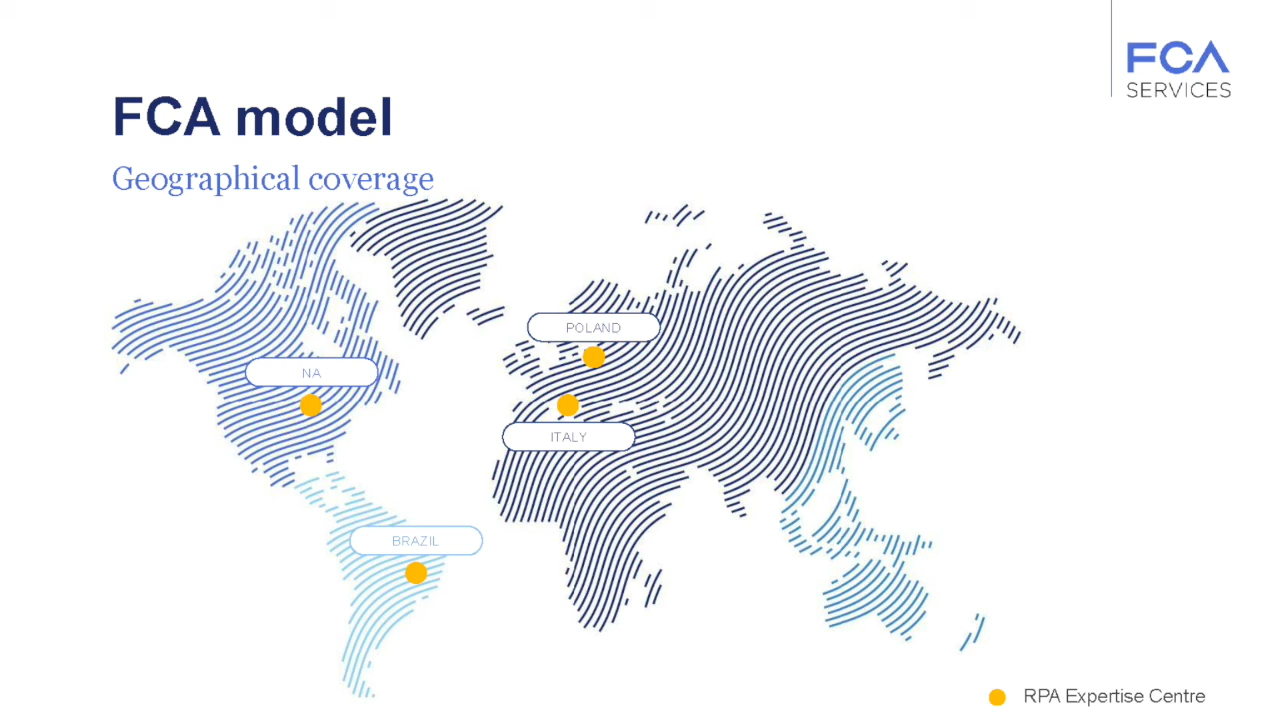 FCA
SERVICES
FCA model
Geographical coverage
POLAND
NA
ITALY
BRAZIL
RPA Expertise Centre